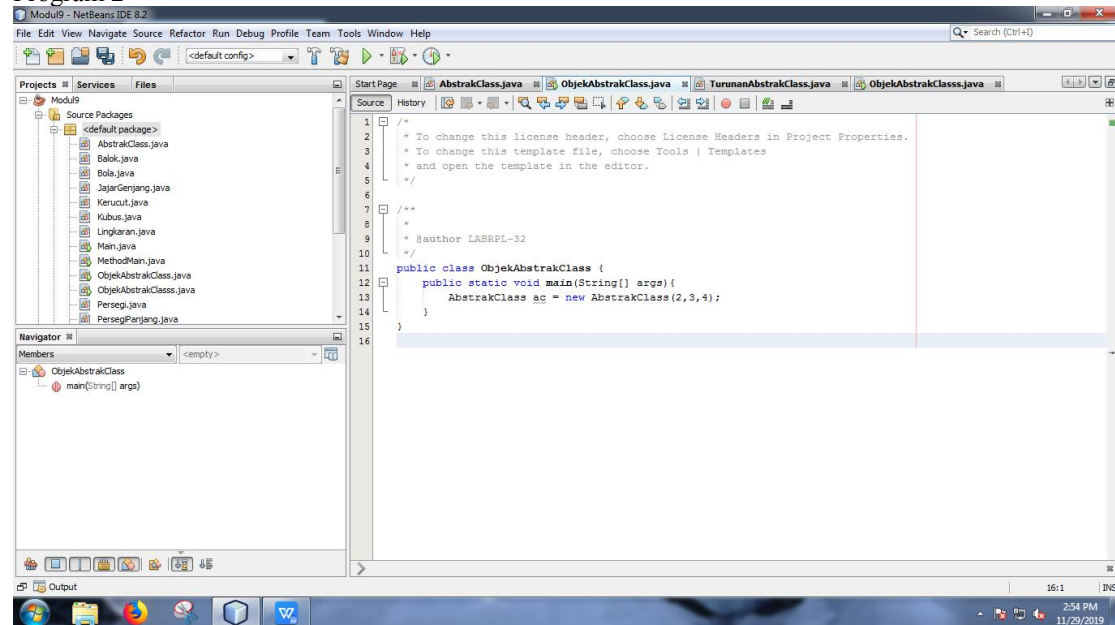 Program 2
Modul9 - NetBeans IDE 8.2
File Edit View Navigate Source Refactor Run Debug Profile Team Tools Window Help
Search (Ctrl+I)
<default config>
Projects Services Files
Modul9
Source Packages
<default package>
AbstrakClass.java
Balok.java
Bola.java
JajarGenjang.java
Kerucut.java
Kubus.java
Lingkaran.java
Main.java
MethodMain.java
ObjekAbstrakClass.java
ObjekAbstrakClasss.java
Persegi.java
PersegiPanjang.java
Navigator
Members <empty>
ObjekAbstrakClass
main(String[] args)
Start Page AbstrakClass.java ObjekAbstrakClass.java TurunanAbstrakClass.java ObjekAbstrakClasss.java
Source History
1 /*
2 * To change this license header, choose License Headers in Project Properties.
3 * To change this template file, choose Tools | Templates
4 * and open the template in the editor.
5 */
6
7 /**
8 *
9 * @author LABRPL-32
10 */
11 public class ObjekAbstrakClass {
12 public static void main(String[] args){
13 AbstrakClass ac = new AbstrakClass(2,3,4);
14 }
15 }
16
Output
16:1 INS
2:54 PM
11/29/2019